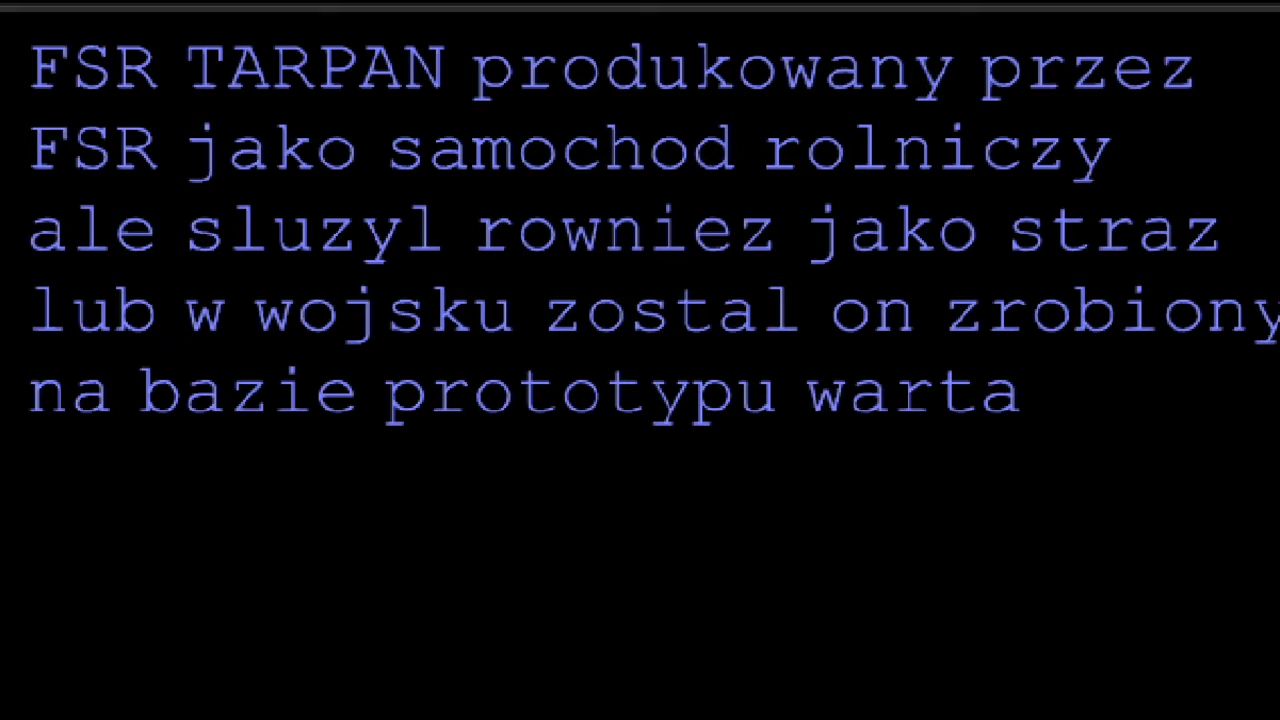 FSR TARPAN produkowany przez
FSR jako samochod rolniczy
ale sluzyl rowniez jako straz
lub w wojsku zostal on zrobiony
na bazie prototypu warta